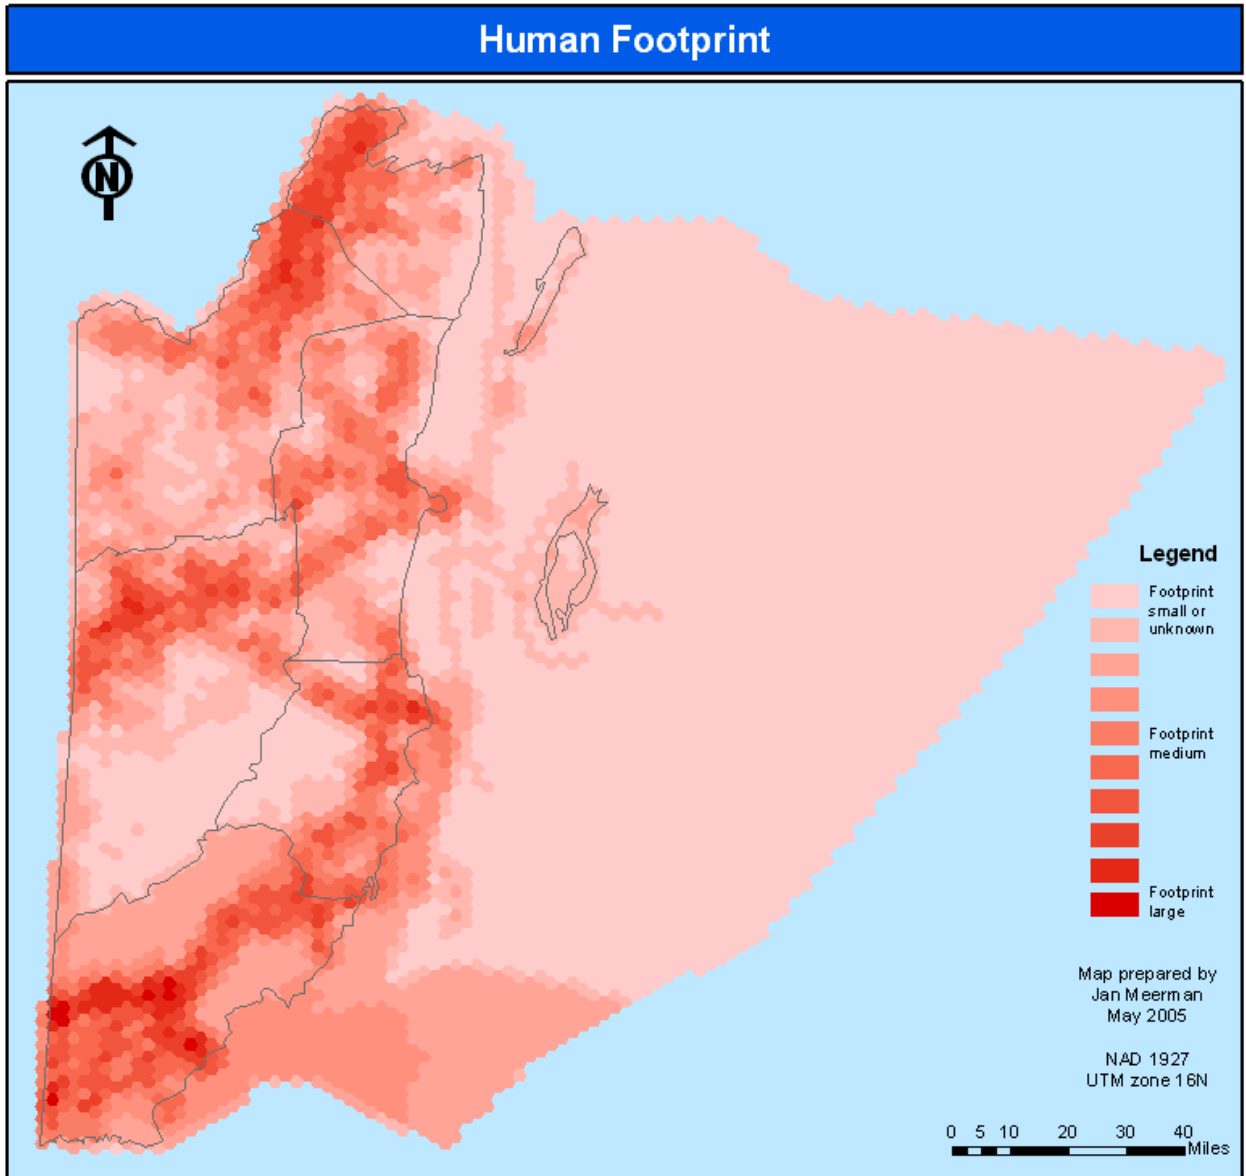 Human Footprint
N
Legend
Footprint
small or
unknown
Footprint
medium
Footprint
large
Map prepared by
Jan Meerman
May 2005
NAD 1927
UTM zone 16N
0 5 10 20 30 40
Miles